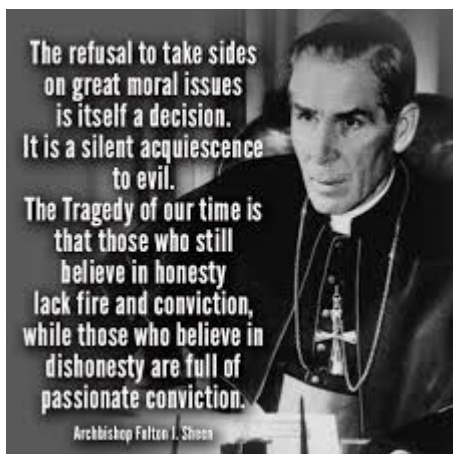 The refusal to take sides
on great moral issues
is itself a decision.
It is a silent acquiescence
to evil.
The Tragedy of our time is
that those who still
believe in honesty
lack fire and conviction,
while those who believe in
dishonesty are full of
passionate conviction.
Archbishop Fulton J. Sheen